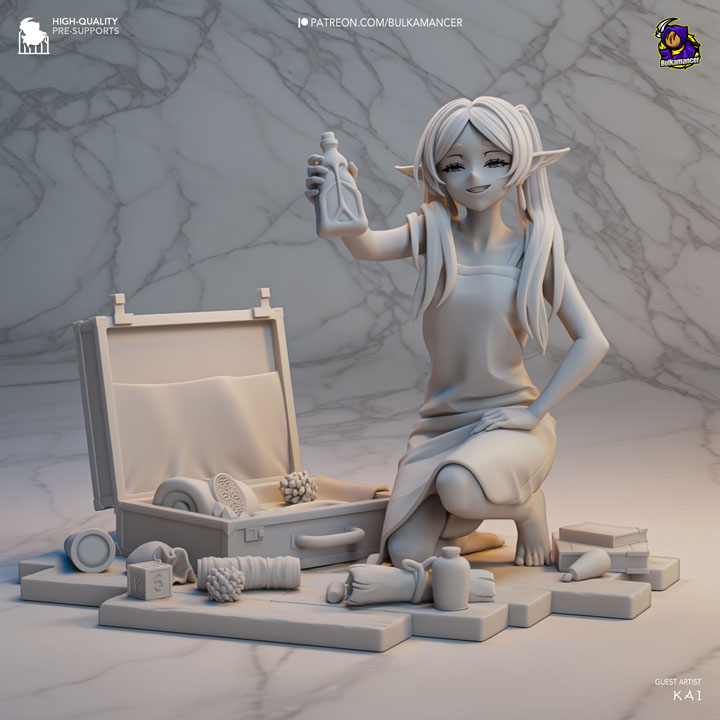 HIGH-QUALITY
PRE-SUPPORTS
PATREON.COM/BULKAMANCER
Bulkamancer
S
GUEST ARTIST
KAI